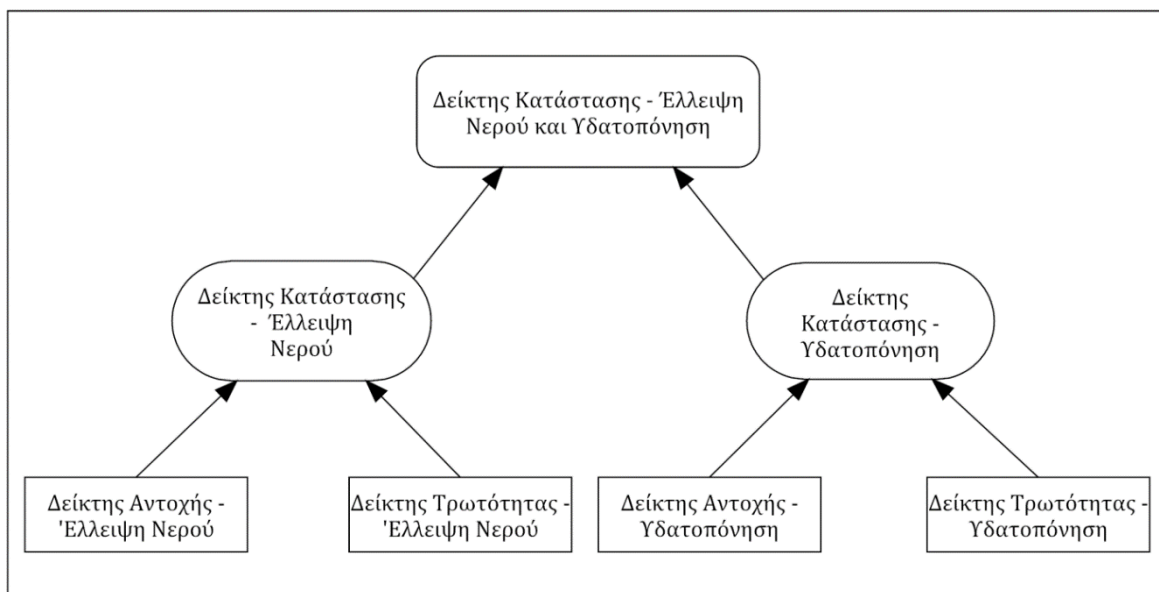 Δείκτης Κατάστασης - Έλλειψη
Νερού και Υδατοπόνηση
Δείκτης Κατάστασης
- Έλλειψη
Νερού
Δείκτης
Κατάστασης -
Υδατοπόνηση
Δείκτης Αντοχής -
'Ελλειψη Νερού
Δείκτης Τρωτότητας -
'Ελλειψη Νερού
Δείκτης Αντοχής -
Υδατοπόνηση
Δείκτης Τρωτότητας -
Υδατοπόνηση